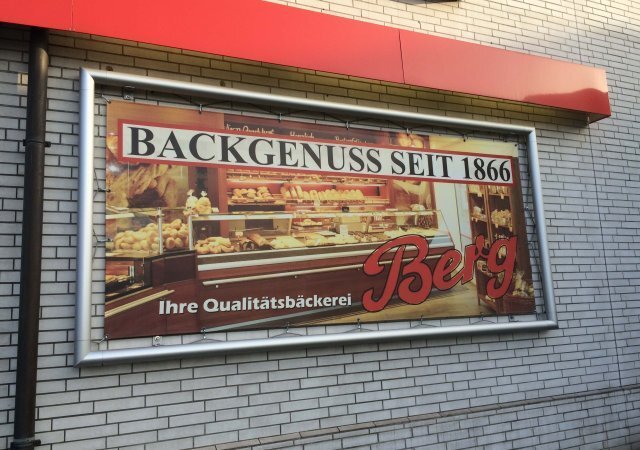 BACKGENUSS SEIT 1866
Ihre Qualitätsbäckerei
Berg